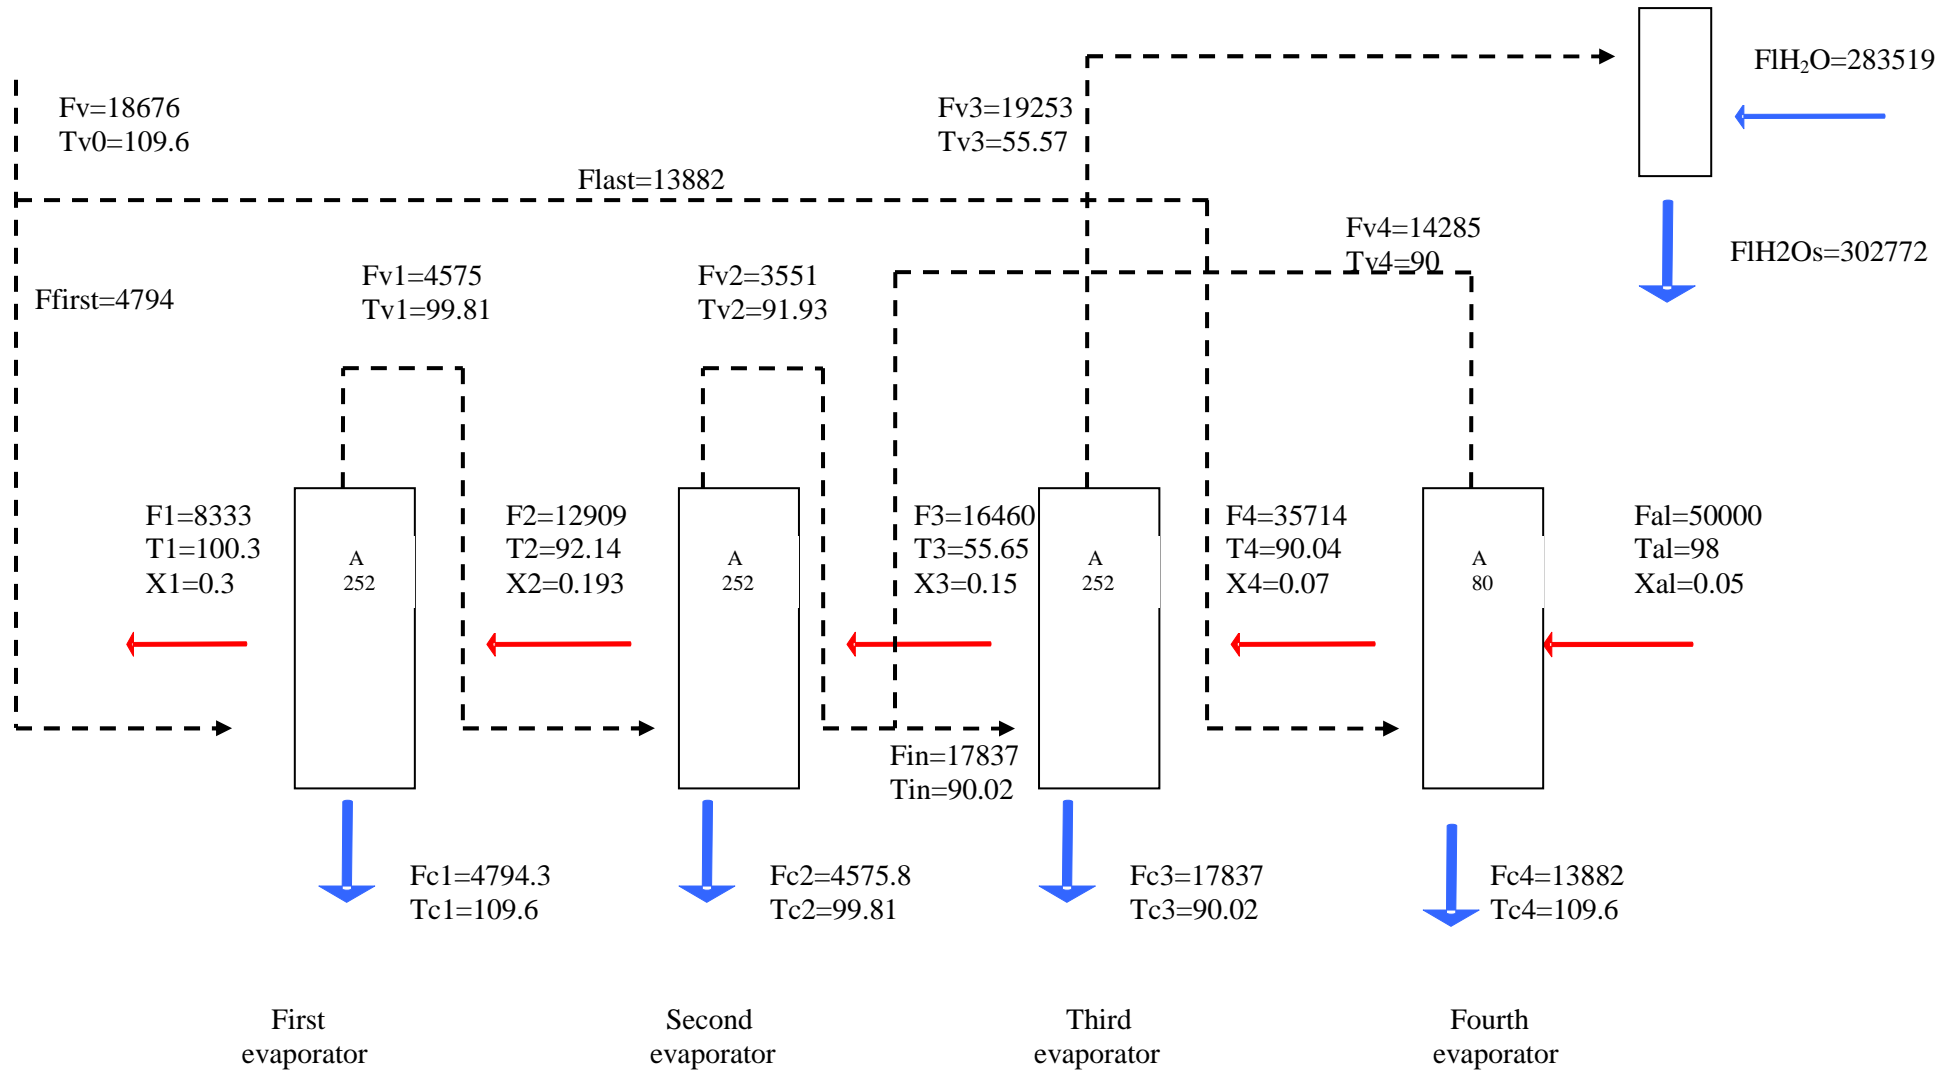 FlH₂O=283519
Fv=18676
Tv0=109.6
Fv3=19253
Tv3=55.57
Flast=13882
Fv4=14285
Tv4=90
FlH2Os=302772
Ffirst=4794
Fv1=4575
Tv1=99.81
Fv2=3551
Tv2=91.93
F1=8333
T1=100.3
X1=0.3
A
252
F2=12909
T2=92.14
X2=0.193
A
252
F3=16460
T3=55.65
X3=0.15
A
252
F4=35714
T4=90.04
X4=0.07
A
80
Fal=50000
Tal=98
Xal=0.05
Fin=17837
Tin=90.02
Fc1=4794.3
Tc1=109.6
Fc2=4575.8
Tc2=99.81
Fc3=17837
Tc3=90.02
Fc4=13882
Tc4=109.6
First
evaporator
Second
evaporator
Third
evaporator
Fourth
evaporator